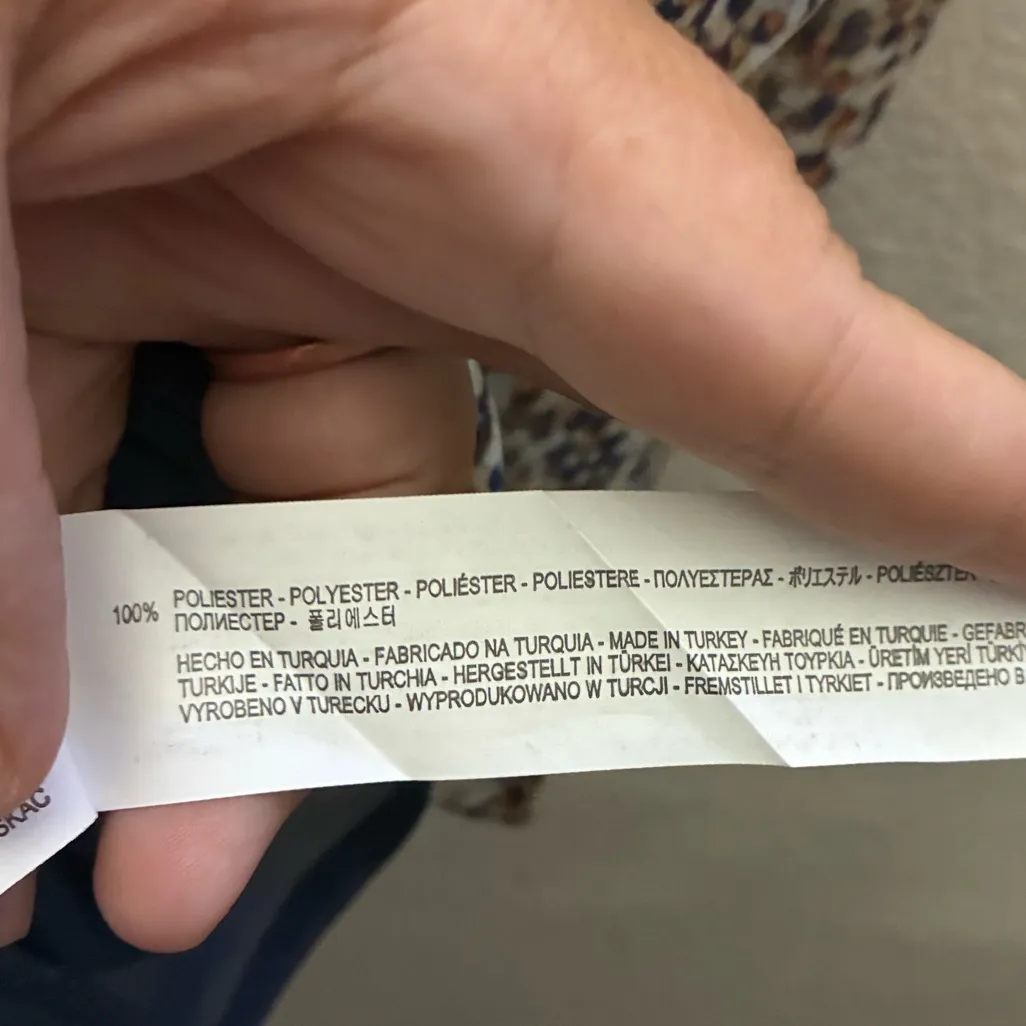 100% POLIESTER - POLYESTER - POLIÉSTER - POLIESTERE - ΠΟΛΥΕΣΤΕΡΑΣ - ポリエステル - POLIÉSZTER
ПОЛИЕСТЕР - 폴리에스터
HECHO EN TURQUIA - FABRICADO NA TURQUIA - MADE IN TURKEY - FABRIQUÉ EN TURQUIE - GEFABR
TURKIJE - FATTO IN TURCHIA - HERGESTELLT IN TÜRKEI - ΚΑΤΑΣΚΕΥΗ ΤΟΥΡΚΙΑ - ÜRETİM YERİ TÜRKİY
VYROBENO V TURECKU - WYPRODUKOWANO W TURCJI - FREMSTILLET I TYRKIET - ПРОИЗВЕДЕНО В
SKAC